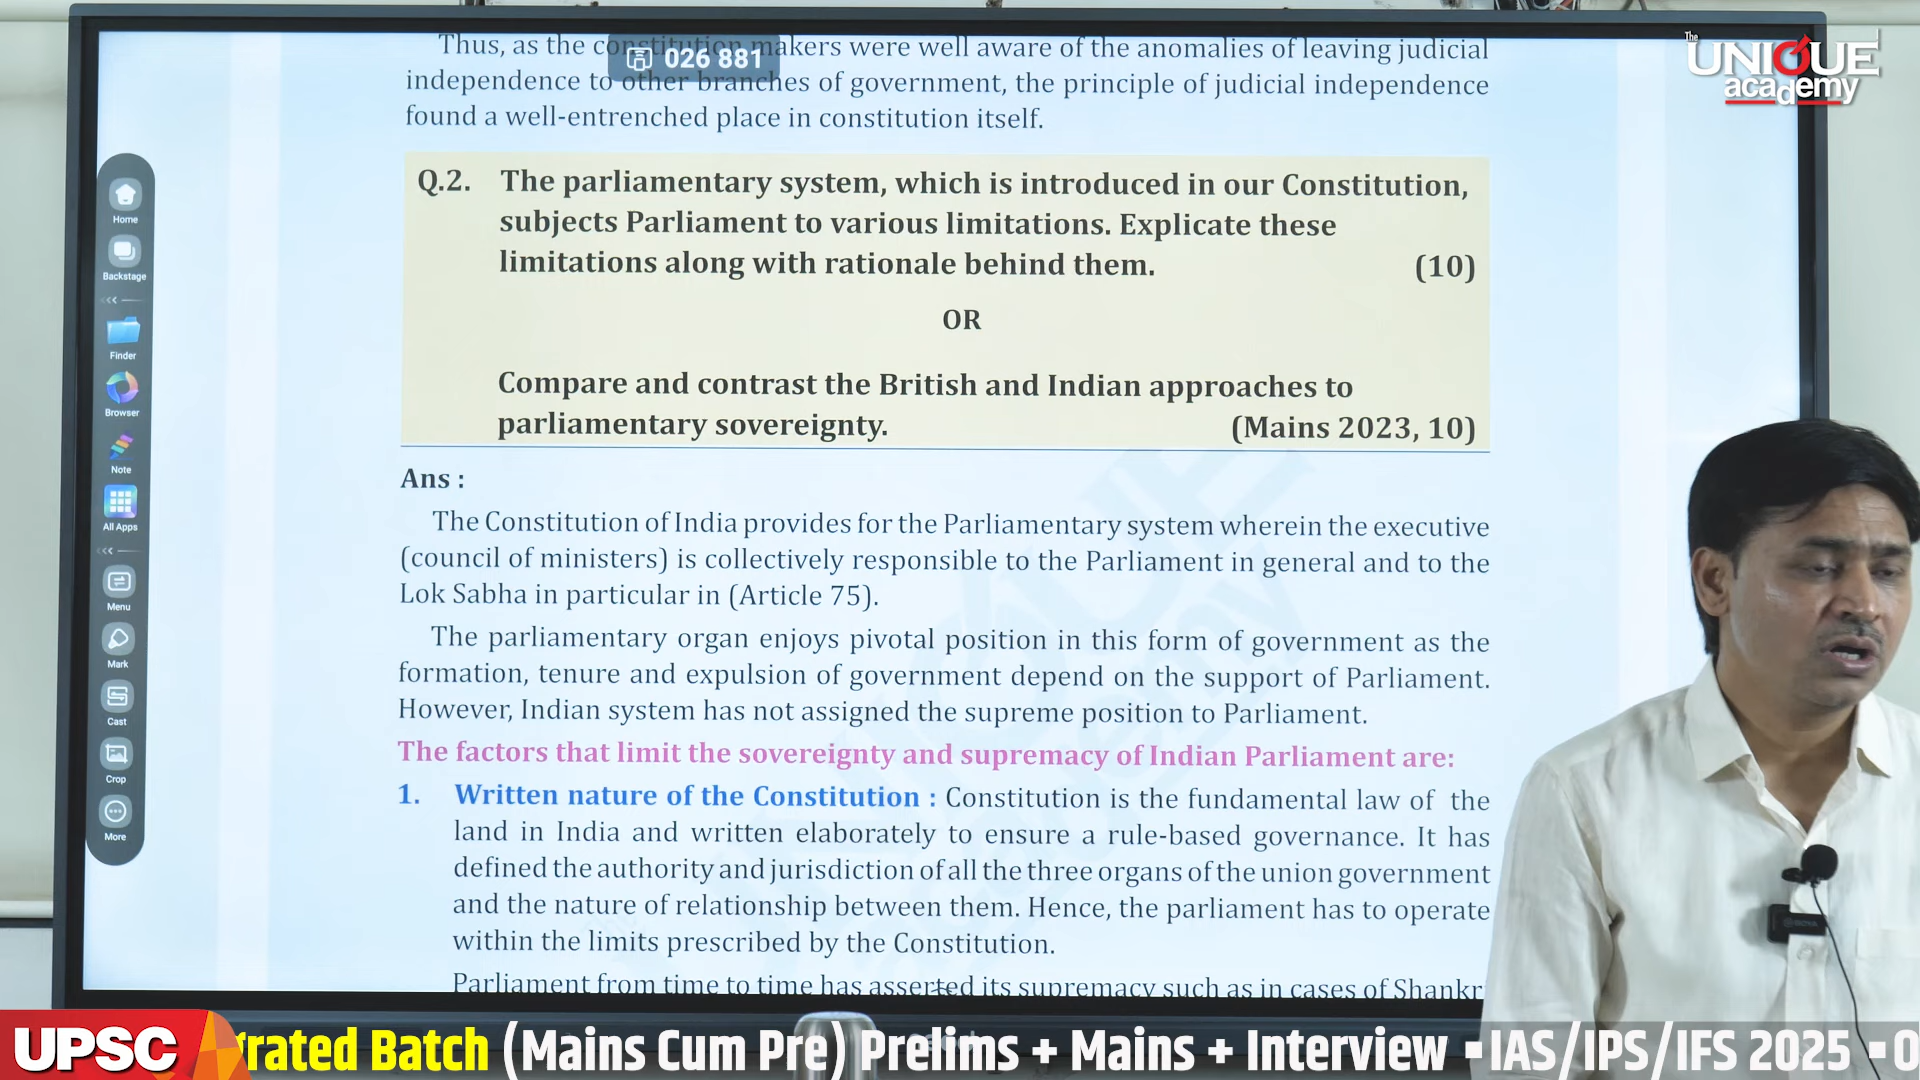 Thus, as the constitution makers were well aware of the anomalies of leaving judicial
026 881
independence to other branches of government, the principle of judicial independence
found a well-entrenched place in constitution itself.
The
UNIQUE
academy
Q.2. The parliamentary system, which is introduced in our Constitution,
subjects Parliament to various limitations. Explicate these
limitations along with rationale behind them. (10)
OR
Compare and contrast the British and Indian approaches to
parliamentary sovereignty. (Mains 2023, 10)
Ans :
The Constitution of India provides for the Parliamentary system wherein the executive
(council of ministers) is collectively responsible to the Parliament in general and to the
Lok Sabha in particular in (Article 75).
The parliamentary organ enjoys pivotal position in this form of government as the
formation, tenure and expulsion of government depend on the support of Parliament.
However, Indian system has not assigned the supreme position to Parliament.
The factors that limit the sovereignty and supremacy of Indian Parliament are:
1. Written nature of the Constitution : Constitution is the fundamental law of the
land in India and written elaborately to ensure a rule-based governance. It has
defined the authority and jurisdiction of all the three organs of the union government
and the nature of relationship between them. Hence, the parliament has to operate
within the limits prescribed by the Constitution.
Parliament from time to time has asserted its supremacy such as in cases of Shankr
Home
Backstage
Finder
Browser
Note
All Apps
Menu
Mark
Cast
Crop
More
UPSC
grated Batch (Mains Cum Pre) Prelims + Mains + Interview ▪ IAS/IPS/IFS 2025 ▪ O